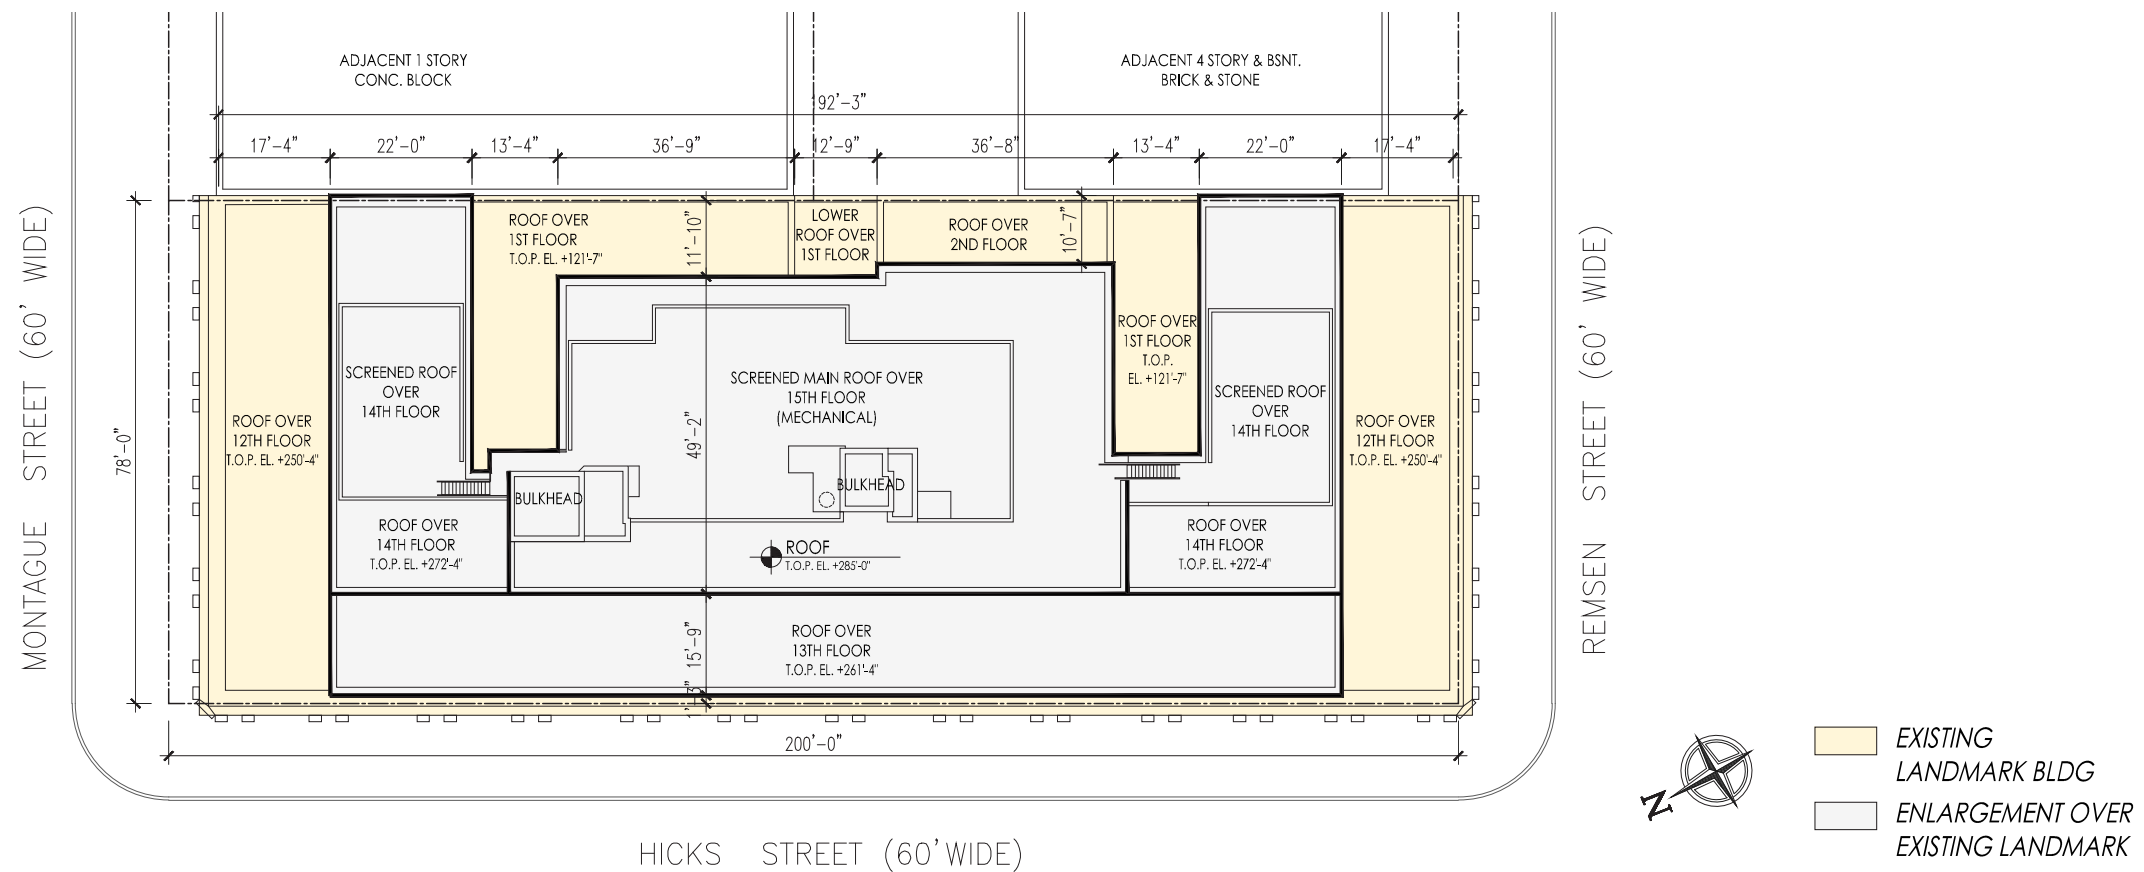 ADJACENT 1 STORY
CONC. BLOCK
ADJACENT 4 STORY & BSNT.
BRICK & STONE
192'-3"
17'-4"
22'-0"
13'-4"
36'-9"
12'-9"
36'-8"
13'-4"
22'-0"
17'-4"
MONTAGUE STREET (60' WIDE)
78'-0"
ROOF OVER
1ST FLOOR
T.O.P. EL. +121'-7"
11'-10"
LOWER
ROOF OVER
1ST FLOOR
ROOF OVER
2ND FLOOR
10'-7"
ROOF OVER
1ST FLOOR
T.O.P.
EL. +121'-7"
SCREENED ROOF
OVER
14TH FLOOR
SCREENED MAIN ROOF OVER
15TH FLOOR
(MECHANICAL)
SCREENED ROOF
OVER
14TH FLOOR
ROOF OVER
12TH FLOOR
T.O.P. EL. +250'-4"
49'-2"
ROOF OVER
12TH FLOOR
T.O.P. EL. +250'-4"
BULKHEAD
BULKHEAD
ROOF OVER
14TH FLOOR
T.O.P. EL. +272'-4"
ROOF
T.O.P. EL. +285'-0"
ROOF OVER
14TH FLOOR
T.O.P. EL. +272'-4"
15'-9"
ROOF OVER
13TH FLOOR
T.O.P. EL. +261'-4"
1'-3"
200'-0"
REMSEN STREET (60' WIDE)
HICKS STREET (60' WIDE)
N
EXISTING
LANDMARK BLDG
ENLARGEMENT OVER
EXISTING LANDMARK